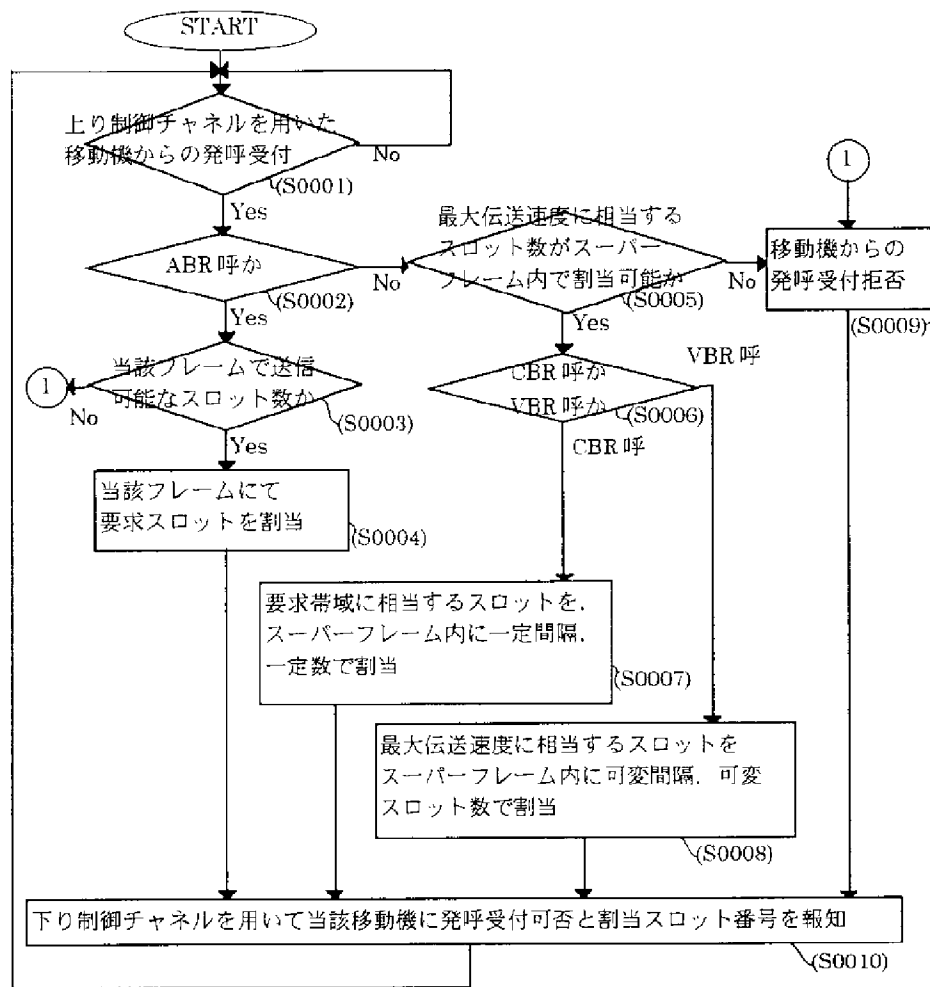 START
上り制御チャネルを用いた
移動機からの発呼受付
No
(S0001)
Yes
1
ABR呼か
No
(S0002)
Yes
最大伝送速度に相当する
スロット数がスーパー
フレーム内で割当可能か
No
(S0005)
Yes
移動機からの
発呼受付拒否
(S0009)
1
当該フレームで送信
可能なスロット数か
No
(S0003)
Yes
CBR呼か
VBR呼か
(S0006)
VBR呼
CBR呼
当該フレームにて
要求スロットを割当
(S0004)
要求帯域に相当するスロットを,
スーパーフレーム内に一定間隔,
一定数で割当
(S0007)
最大伝送速度に相当するスロットを
スーパーフレーム内に可変間隔, 可変
スロット数で割当
(S0008)
下り制御チャネルを用いて当該移動機に発呼受付可否と割当スロット番号を報知
(S0010)